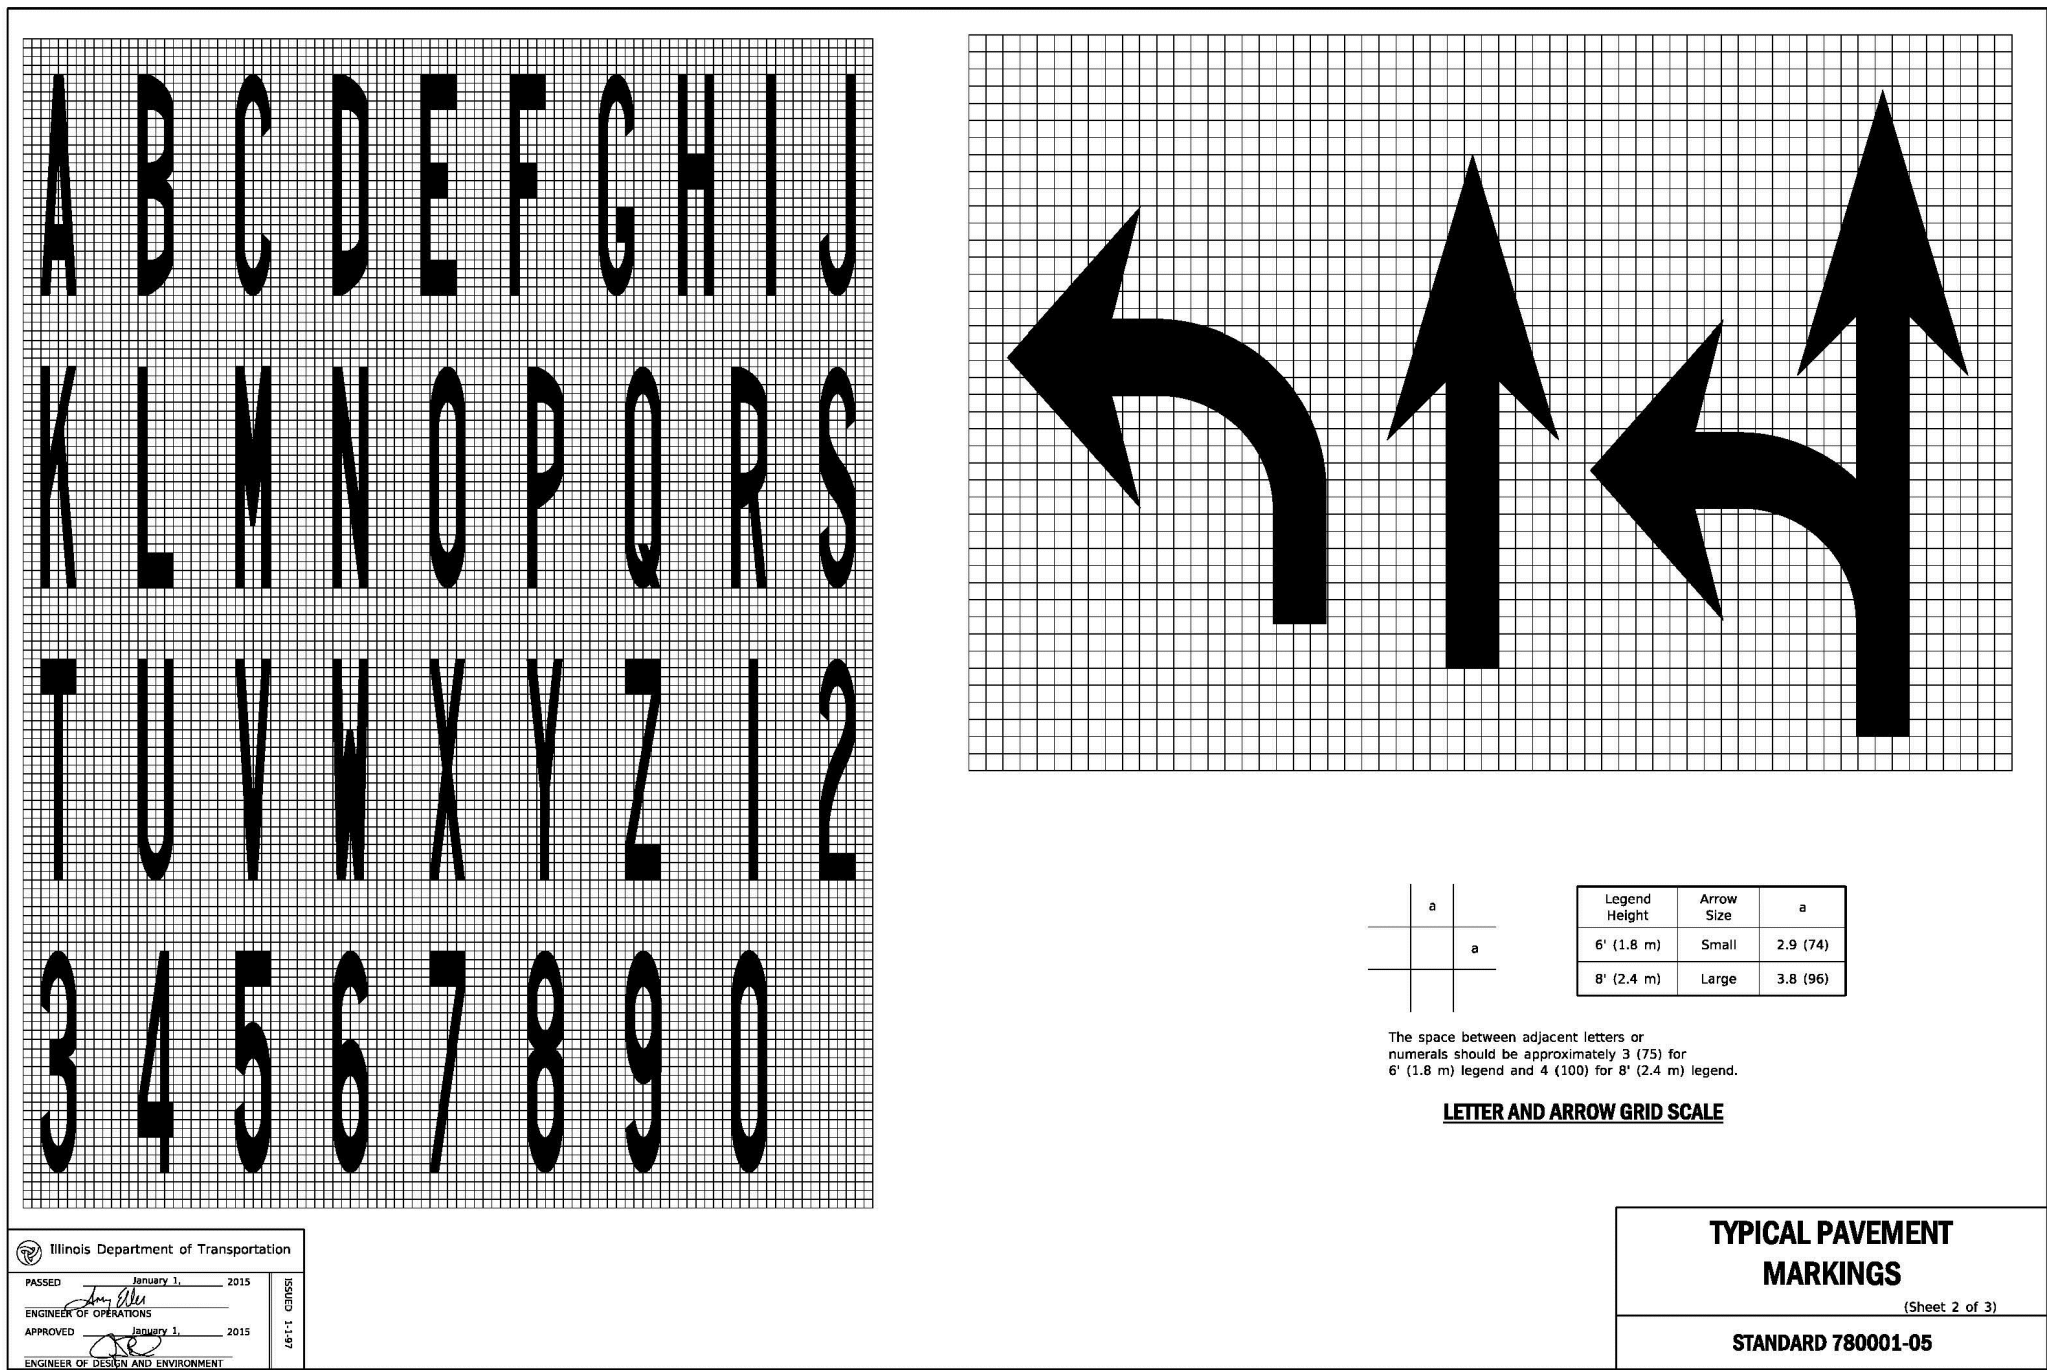 A B C D E F G H I J
K L M N O P Q R S
T U V W X Y Z 1 2
3 4 5 6 7 8 9 0
a
a
Legend Height Arrow Size a
6' (1.8 m) Small 2.9 (74)
8' (2.4 m) Large 3.8 (96)
The space between adjacent letters or
numerals should be approximately 3 (75) for
6' (1.8 m) legend and 4 (100) for 8' (2.4 m) legend.
LETTER AND ARROW GRID SCALE
Illinois Department of Transportation
PASSED January 1, 2015
ENGINEER OF OPERATIONS
APPROVED January 1, 2015
ENGINEER OF DESIGN AND ENVIRONMENT
ISSUED 1-1-97
TYPICAL PAVEMENT
MARKINGS
(Sheet 2 of 3)
STANDARD 780001-05